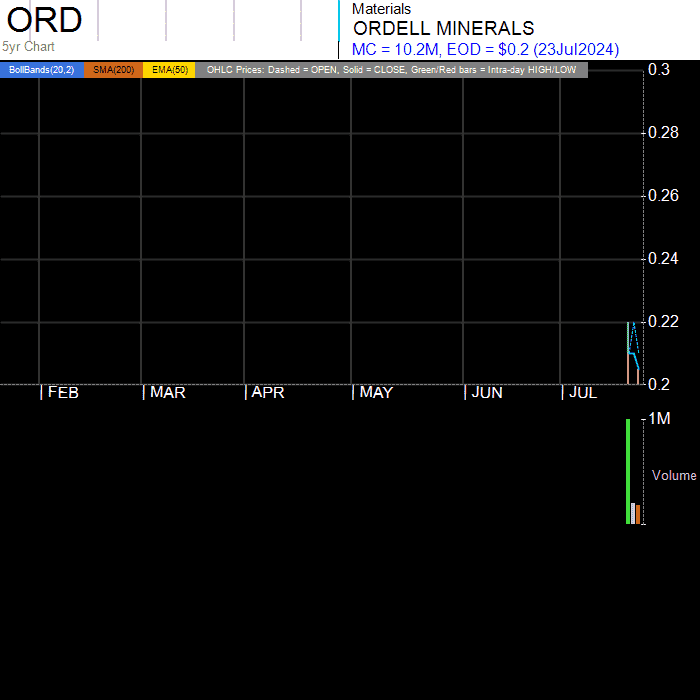 ORD
5yr Chart
Materials
ORDELL MINERALS
MC = 10.2M, EOD = $0.2 (23Jul2024)
BollBands(20,2) SMA(200) EMA(50) OHLC Prices: Dashed = OPEN, Solid = CLOSE, Green/Red bars = Intra-day HIGH/LOW
0.3
0.28
0.26
0.24
0.22
0.2
| FEB | MAR | APR | MAY | JUN | JUL
1M
Volume